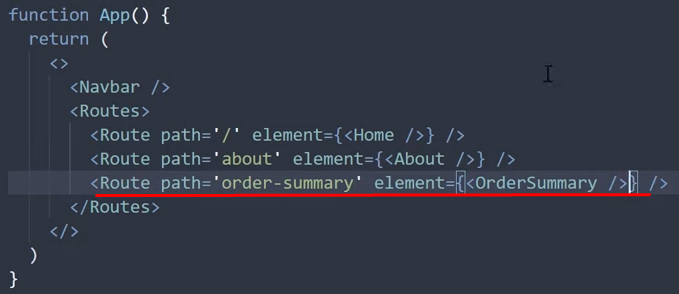 function App() {
return (
<>
<Navbar />
<Routes>
<Route path='/' element={<Home />} />
<Route path='about' element={<About />} />
<Route path='order-summary' element={<OrderSummary />} />
</Routes>
</>
)
}